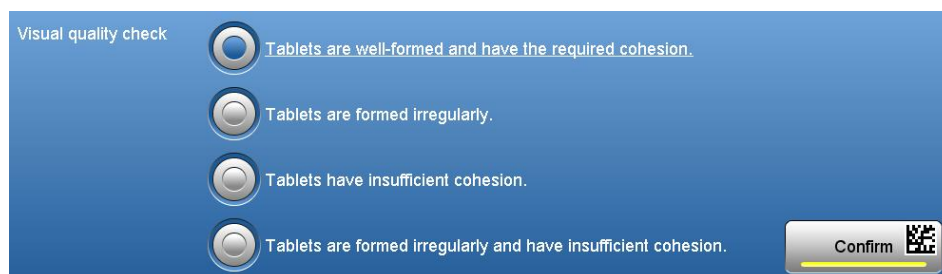 Visual quality check
Tablets are well-formed and have the required cohesion.
Tablets are formed irregularly.
Tablets have insufficient cohesion.
Tablets are formed irregularly and have insufficient cohesion.
Confirm